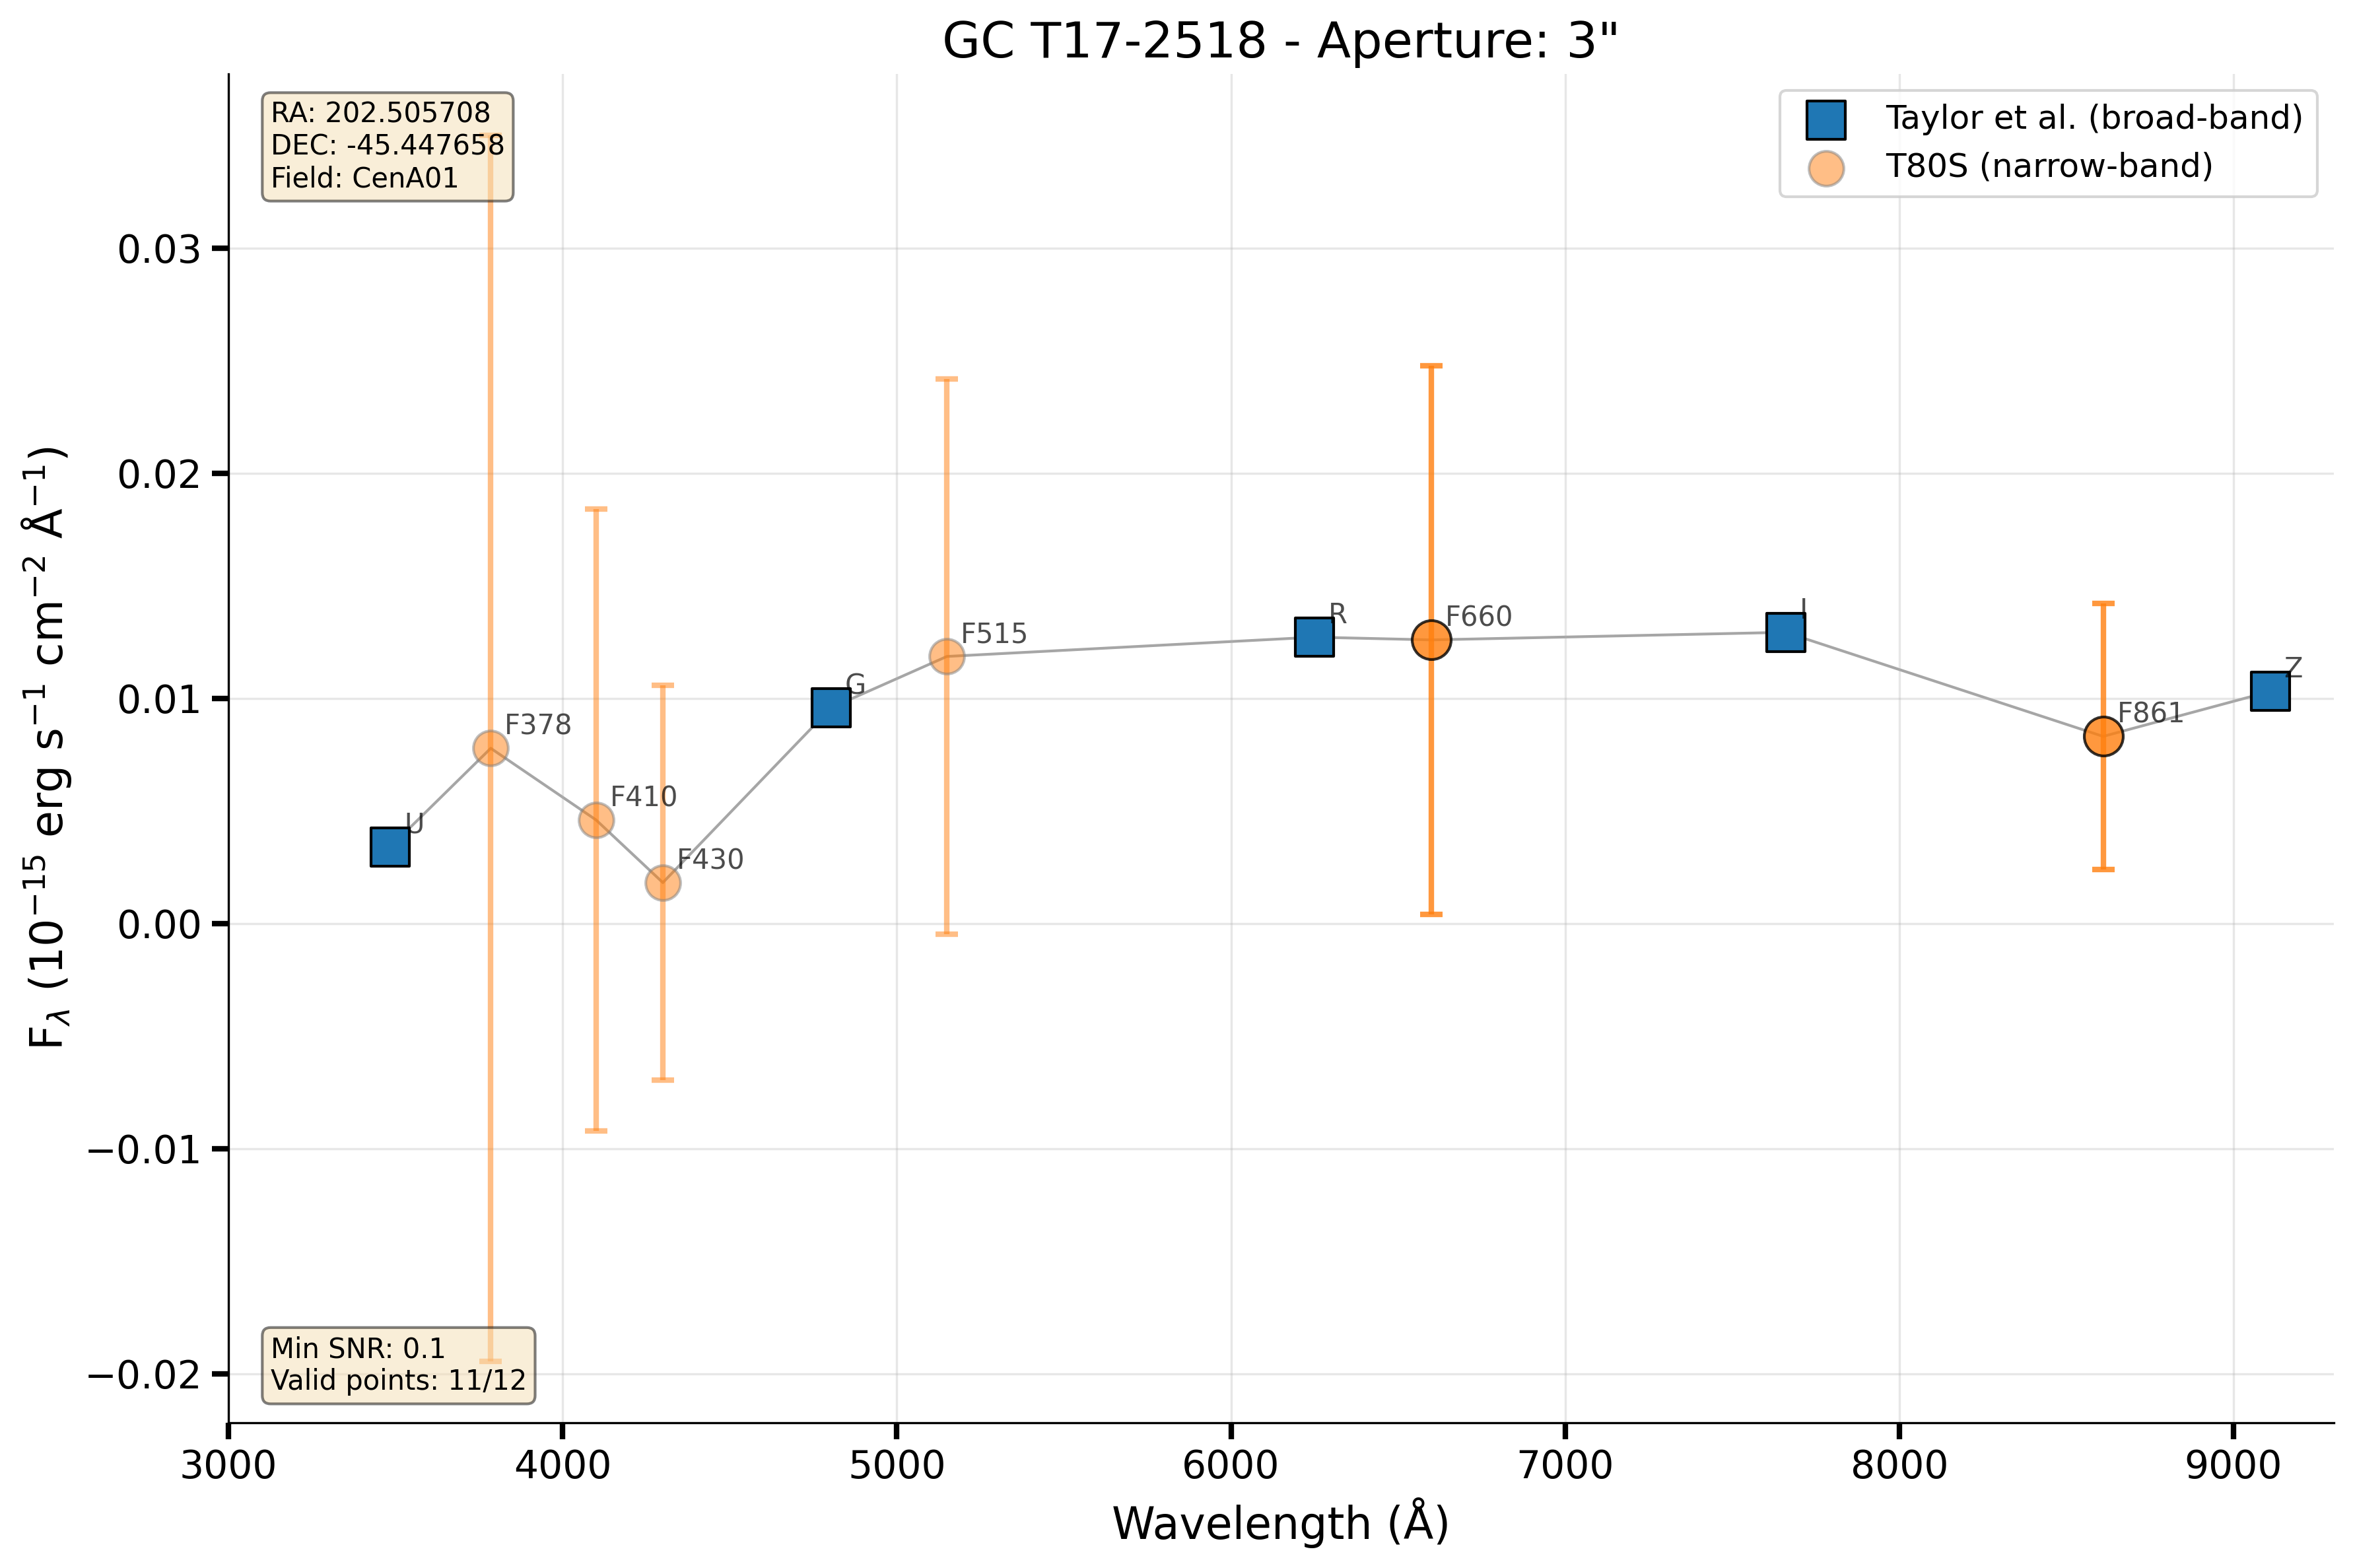 GC T17-2518 - Aperture: 3"
RA: 202.505708
DEC: -45.447658
Field: CenA01
Taylor et al. (broad-band)
T80S (narrow-band)
0.03
0.02
0.01
0.00
−0.01
−0.02
F_λ (10⁻¹⁵ erg s⁻¹ cm⁻² Å⁻¹)
U
F378
F410
F430
G
F515
R
F660
I
F861
Z
Min SNR: 0.1
Valid points: 11/12
3000 4000 5000 6000 7000 8000 9000
Wavelength (Å)